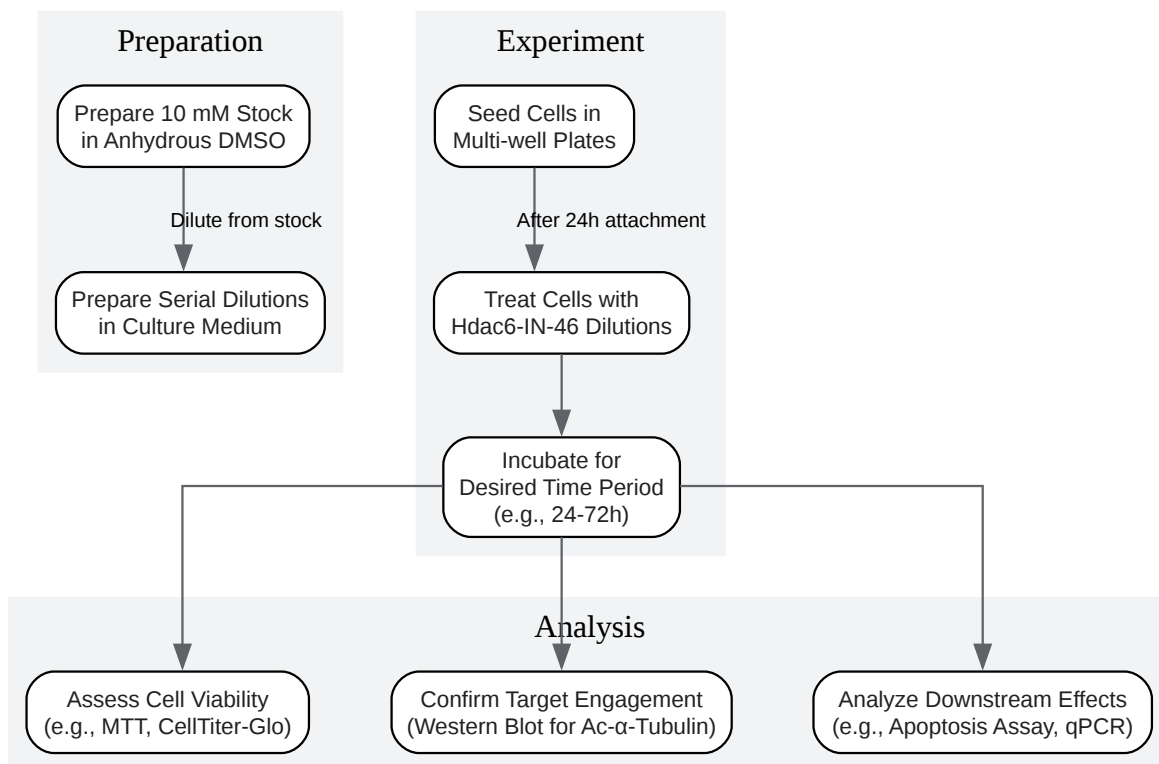 Preparation
Prepare 10 mM Stock
in Anhydrous DMSO
Dilute from stock
Prepare Serial Dilutions
in Culture Medium
Experiment
Seed Cells in
Multi-well Plates
After 24h attachment
Treat Cells with
Hdac6-IN-46 Dilutions
Incubate for
Desired Time Period
(e.g., 24-72h)
Analysis
Assess Cell Viability
(e.g., MTT, CellTiter-Glo)
Confirm Target Engagement
(Western Blot for Ac-α-Tubulin)
Analyze Downstream Effects
(e.g., Apoptosis Assay, qPCR)